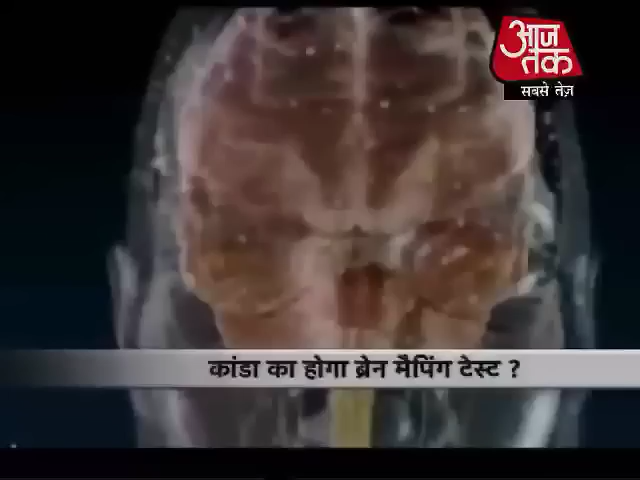 आज
तक
सबसे तेज़
कांडा का होगा ब्रेन मैपिंग टेस्ट ?